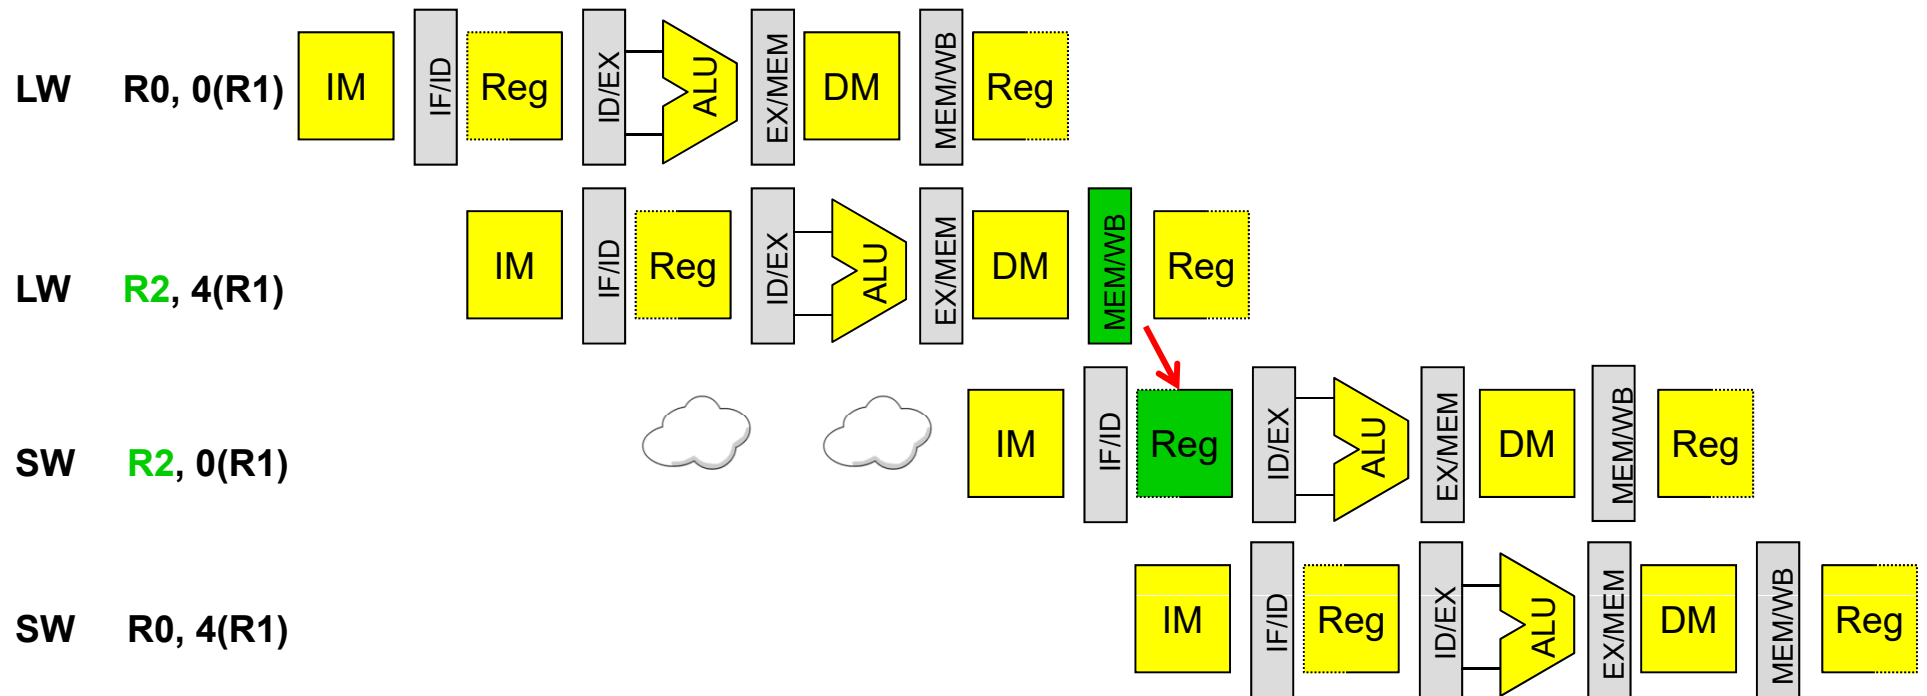 LW R0, 0(R1) IM IF/ID Reg ID/EX ALU EX/MEM DM MEM/WB Reg
LW R2, 4(R1) IM IF/ID Reg ID/EX ALU EX/MEM DM MEM/WB Reg
SW R2, 0(R1) IM IF/ID Reg ID/EX ALU EX/MEM DM MEM/WB Reg
SW R0, 4(R1) IM IF/ID Reg ID/EX ALU EX/MEM DM MEM/WB Reg